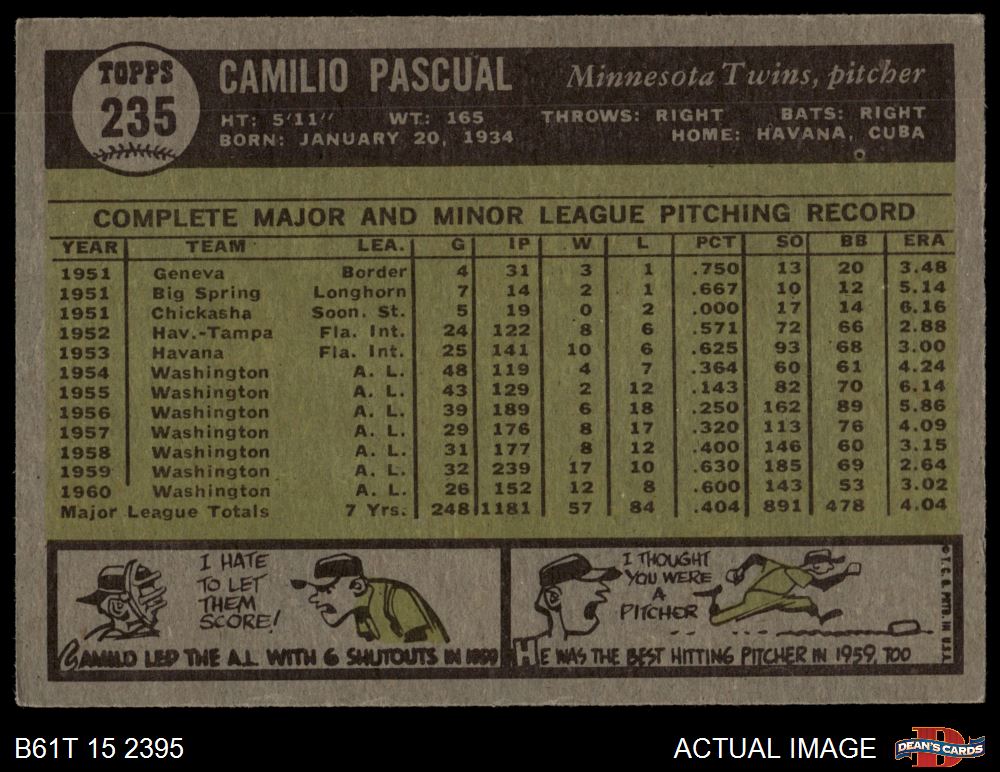 TOPPS
235
CAMILIO PASCUAL Minnesota Twins, pitcher
HT: 5'11" WT: 165 THROWS: RIGHT BATS: RIGHT
BORN: JANUARY 20, 1934 HOME: HAVANA, CUBA
COMPLETE MAJOR AND MINOR LEAGUE PITCHING RECORD
YEAR TEAM LEA. G IP W L PCT SO BB ERA
1951 Geneva Border 4 31 3 1 .750 13 20 3.48
1951 Big Spring Longhorn 7 14 2 1 .667 10 12 5.14
1951 Chickasha Soon. St. 5 19 0 2 .000 17 14 6.16
1952 Hav.-Tampa Fla. Int. 24 122 8 6 .571 72 66 2.88
1953 Havana Fla. Int. 25 141 10 6 .625 93 68 3.00
1954 Washington A. L. 48 119 4 7 .364 60 61 4.24
1955 Washington A. L. 43 129 2 12 .143 82 70 6.14
1956 Washington A. L. 39 189 6 18 .250 162 89 5.86
1957 Washington A. L. 29 176 8 17 .320 113 76 4.09
1958 Washington A. L. 31 177 8 12 .400 146 60 3.15
1959 Washington A. L. 32 239 17 10 .630 185 69 2.64
1960 Washington A. L. 26 152 12 8 .600 143 53 3.02
Major League Totals 7 Yrs. 248 1181 57 84 .404 891 478 4.04
I HATE
TO LET
THEM
SCORE!
CAMILO LED THE A.L. WITH 6 SHUTOUTS IN 1959
I THOUGHT
YOU WERE
A
PITCHER
HE WAS THE BEST HITTING PITCHER IN 1959, TOO
© T. C. G. PRTD. IN U.S.A.
B61T 15 2395 ACTUAL IMAGE
D
DEAN'S CARDS